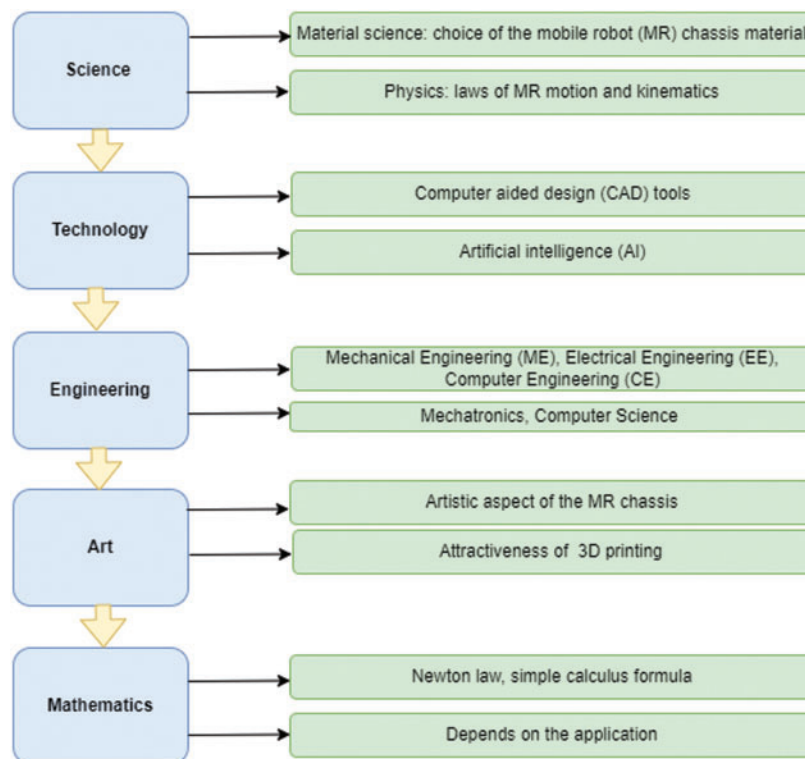 Science
Material science: choice of the mobile robot (MR) chassis material
Physics: laws of MR motion and kinematics
Technology
Computer aided design (CAD) tools
Artificial intelligence (AI)
Engineering
Mechanical Engineering (ME), Electrical Engineering (EE),
Computer Engineering (CE)
Mechatronics, Computer Science
Art
Artistic aspect of the MR chassis
Attractiveness of 3D printing
Mathematics
Newton law, simple calculus formula
Depends on the application